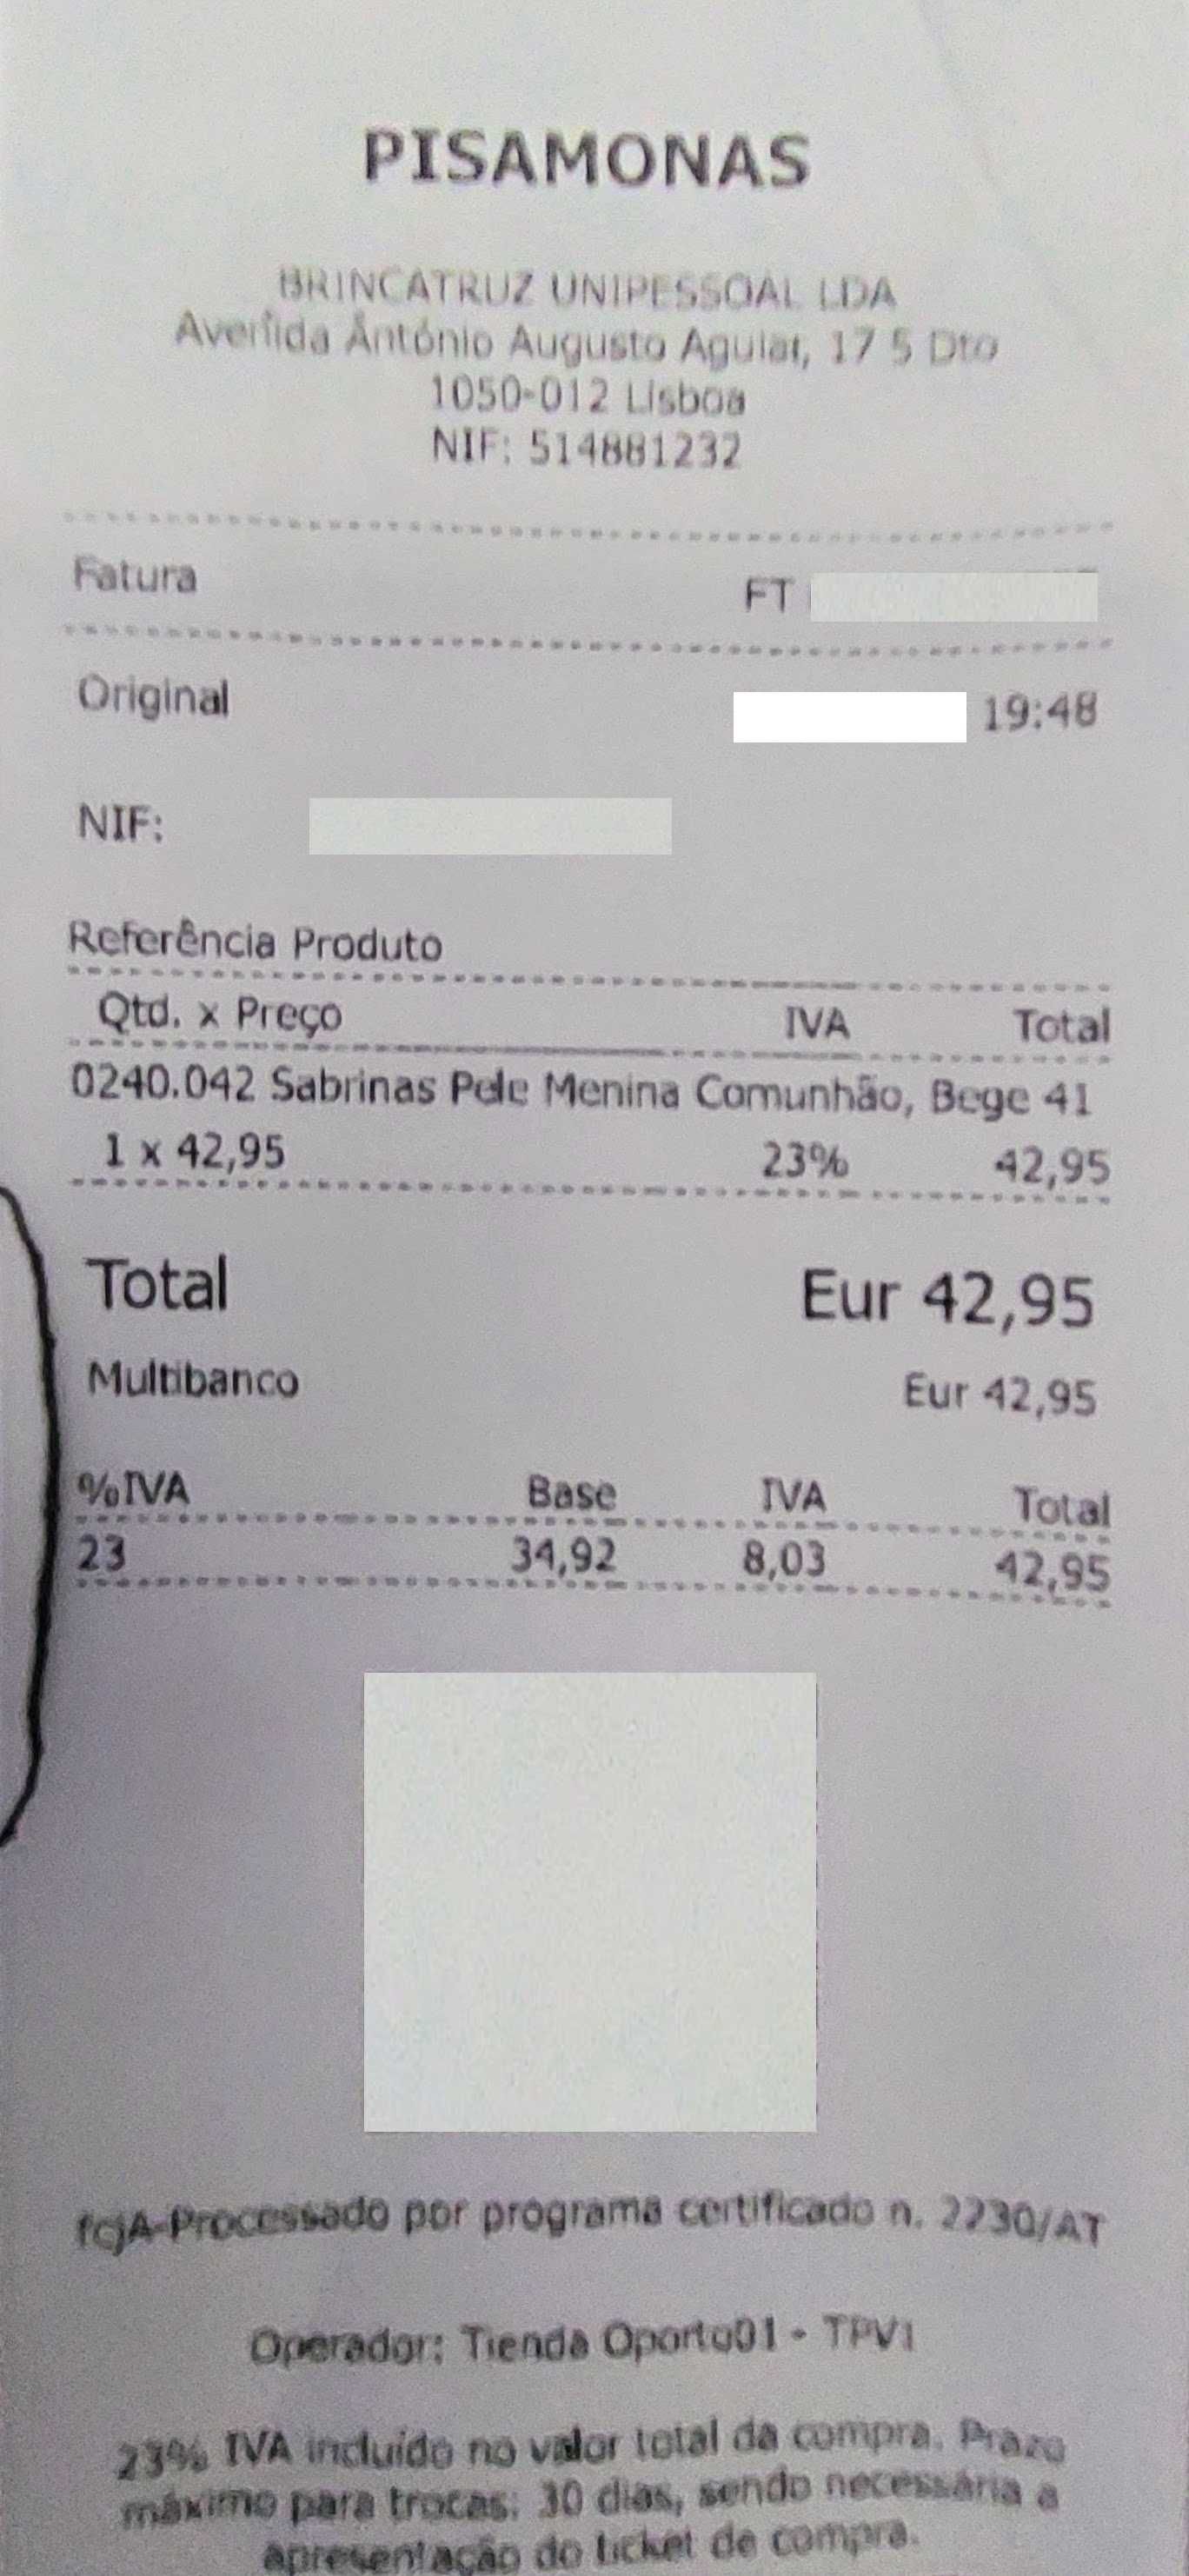 PISAMONAS
BRINCATRUZ UNIPESSOAL LDA
Avenida António Augusto Aguiar, 17 5 Dto
1050-012 Lisboa
NIF: 514881232
Fatura FT
Original 19:48
NIF:
Referência Produto
Qtd. x Preço IVA Total
0240.042 Sabrinas Pele Menina Comunhão, Bege 41
1 x 42,95 23% 42,95
Total Eur 42,95
Multibanco Eur 42,95
%IVA Base IVA Total
23 34,92 8,03 42,95
fcjA-Processado por programa certificado n. 2230/AT
Operador: Tienda Oporto01 - TPV1
23% IVA incluído no valor total da compra. Prazo
máximo para trocas: 30 dias, sendo necessária a
apresentação do ticket de compra.